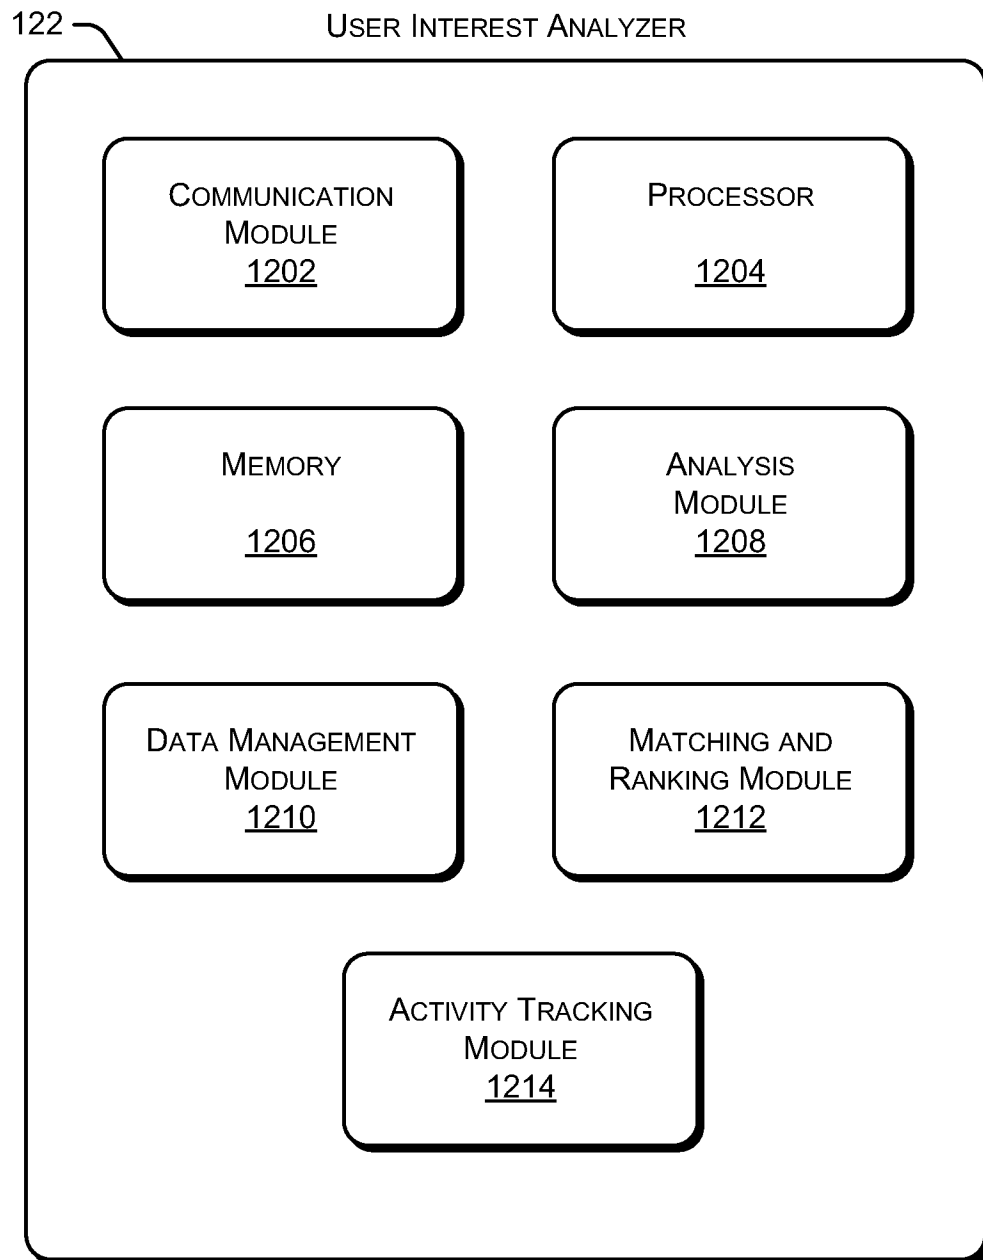 122
USER INTEREST ANALYZER
COMMUNICATION
MODULE
1202
PROCESSOR
1204
MEMORY
1206
ANALYSIS
MODULE
1208
DATA MANAGEMENT
MODULE
1210
MATCHING AND
RANKING MODULE
1212
ACTIVITY TRACKING
MODULE
1214